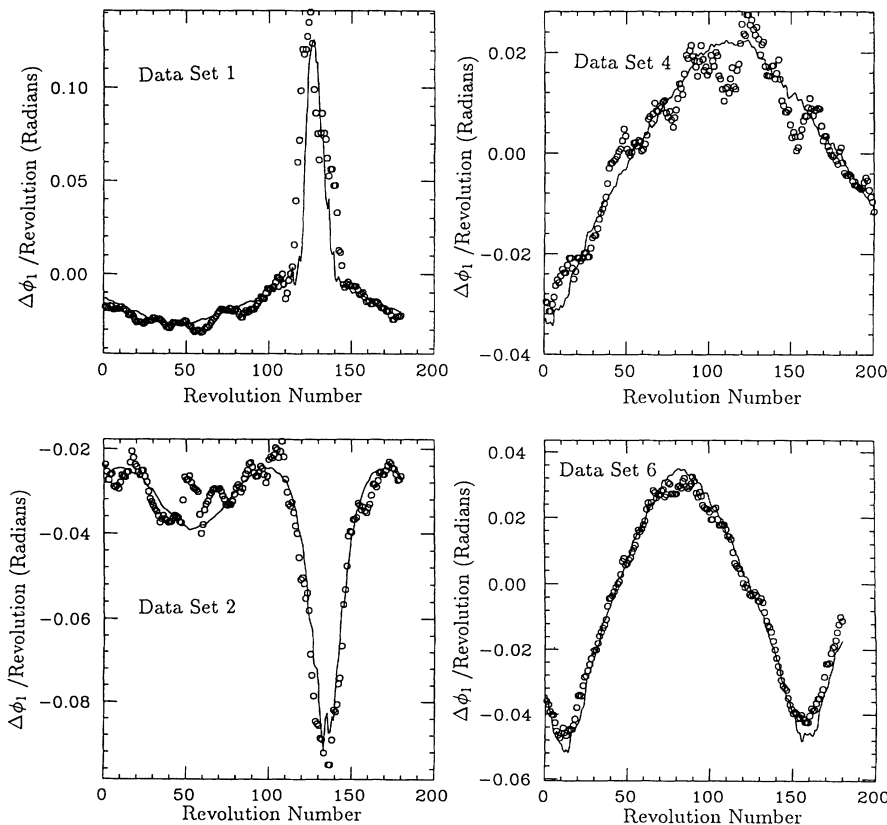 Data Set 1
Δφ₁ /Revolution (Radians)
0.10
0.05
0.00
0 50 100 150 200
Revolution Number
Data Set 4
Δφ₁ /Revolution (Radians)
0.02
0.00
−0.02
−0.04
0 50 100 150 200
Revolution Number
Data Set 2
Δφ₁ /Revolution (Radians)
−0.02
−0.04
−0.06
−0.08
0 50 100 150 200
Revolution Number
Data Set 6
Δφ₁ /Revolution (Radians)
0.04
0.02
0.00
−0.02
−0.04
−0.06
0 50 100 150 200
Revolution Number